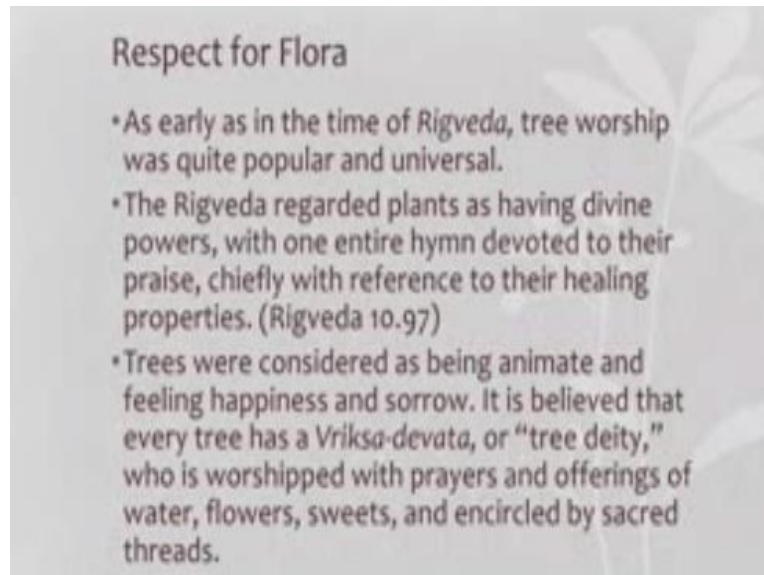 Respect for Flora
•As early as in the time of Rigveda, tree worship
was quite popular and universal.
•The Rigveda regarded plants as having divine
powers, with one entire hymn devoted to their
praise, chiefly with reference to their healing
properties. (Rigveda 10.97)
•Trees were considered as being animate and
feeling happiness and sorrow. It is believed that
every tree has a Vriksa-devata, or “tree deity,”
who is worshipped with prayers and offerings of
water, flowers, sweets, and encircled by sacred
threads.